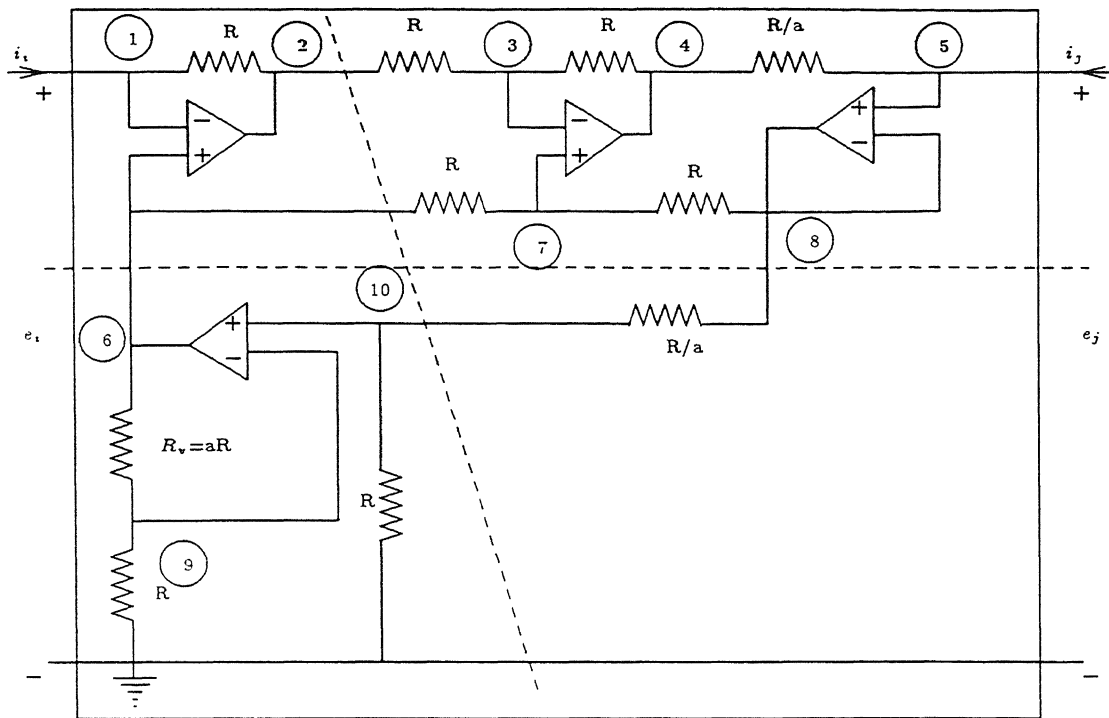 1 R 2 R 3 R 4 R/a 5
i_i i_j
+ +
− + − + + −
R R
7 8
10
e_i 6 + − R/a e_j
R_v=aR
R
9
R
− −